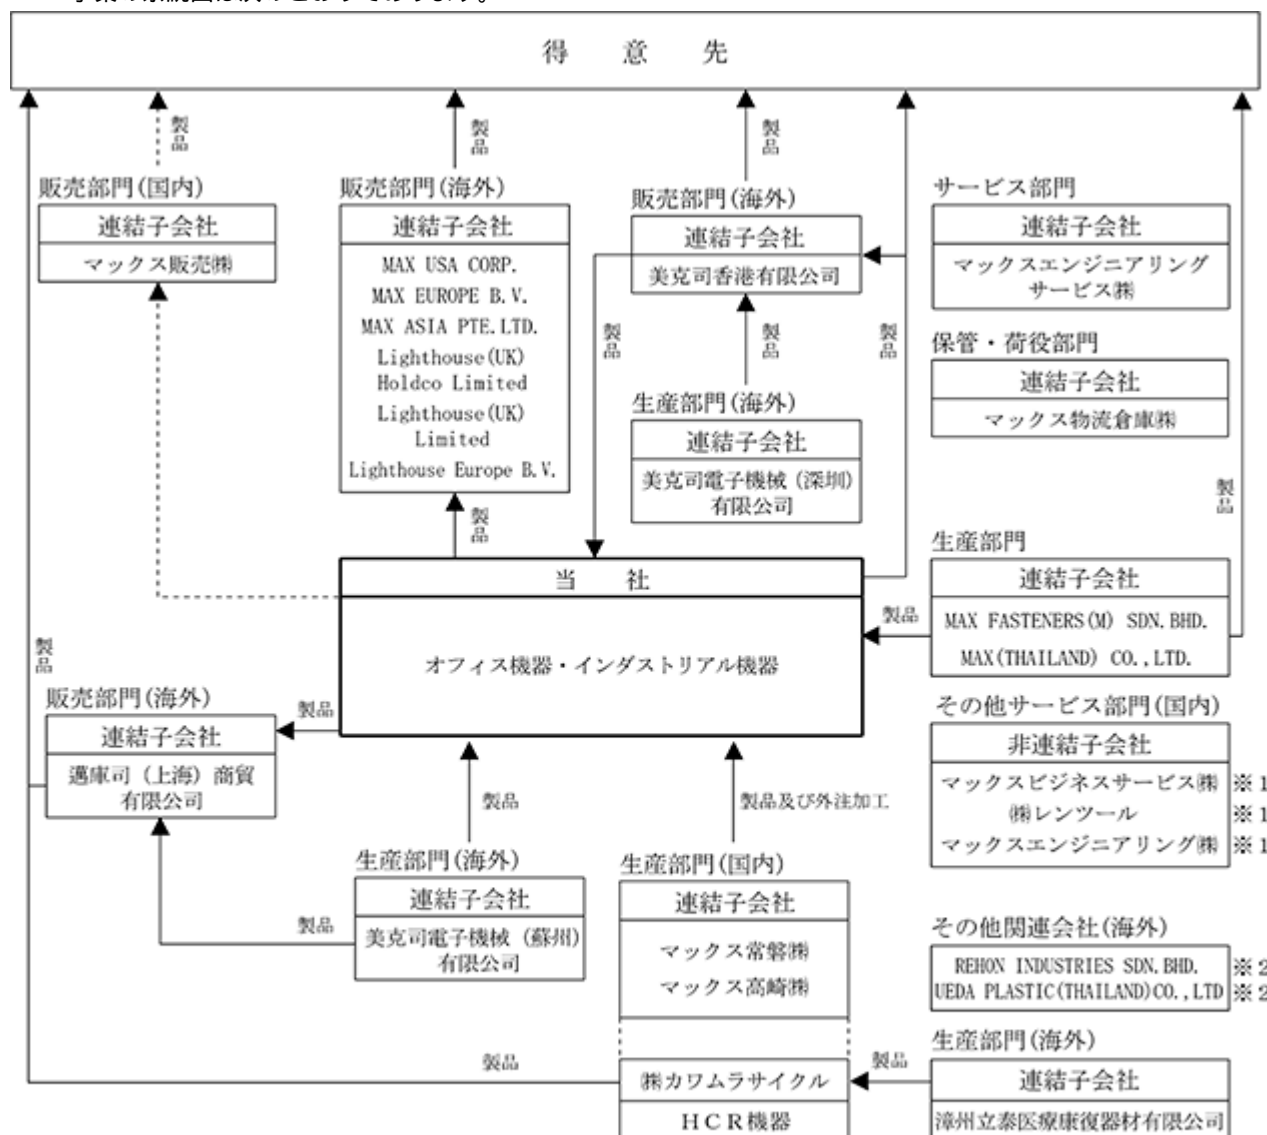 得意先
製品
製品
製品
販売部門(国内)
連結子会社
マックス販売㈱
販売部門(海外)
連結子会社
MAX USA CORP.
MAX EUROPE B.V.
MAX ASIA PTE.LTD.
Lighthouse(UK)
Holdco Limited
Lighthouse(UK)
Limited
Lighthouse Europe B.V.
販売部門(海外)
連結子会社
美克司香港有限公司
サービス部門
連結子会社
マックスエンジニアリング
サービス㈱
製品
製品
製品
保管・荷役部門
連結子会社
マックス物流倉庫㈱
生産部門(海外)
連結子会社
美克司電子機械(深圳)
有限公司
製品
製品
生産部門
連結子会社
MAX FASTENERS(M) SDN.BHD.
MAX(THAILAND) CO.,LTD.
当社
オフィス機器・インダストリアル機器
製品
製品
販売部門(海外)
連結子会社
邁庫司(上海)商貿
有限公司
製品
その他サービス部門(国内)
非連結子会社
マックスビジネスサービス㈱ ※1
㈱レンツール ※1
マックスエンジニアリング㈱ ※1
製品
製品及び外注加工
生産部門(海外)
連結子会社
美克司電子機械(蘇州)
有限公司
製品
生産部門(国内)
連結子会社
マックス常磐㈱
マックス高崎㈱
その他関連会社(海外)
REHON INDUSTRIES SDN.BHD. ※2
UEDA PLASTIC(THAILAND)CO.,LTD ※2
製品
㈱カワムラサイクル
HCR機器
製品
生産部門(海外)
連結子会社
漳州立泰医療康復器材有限公司